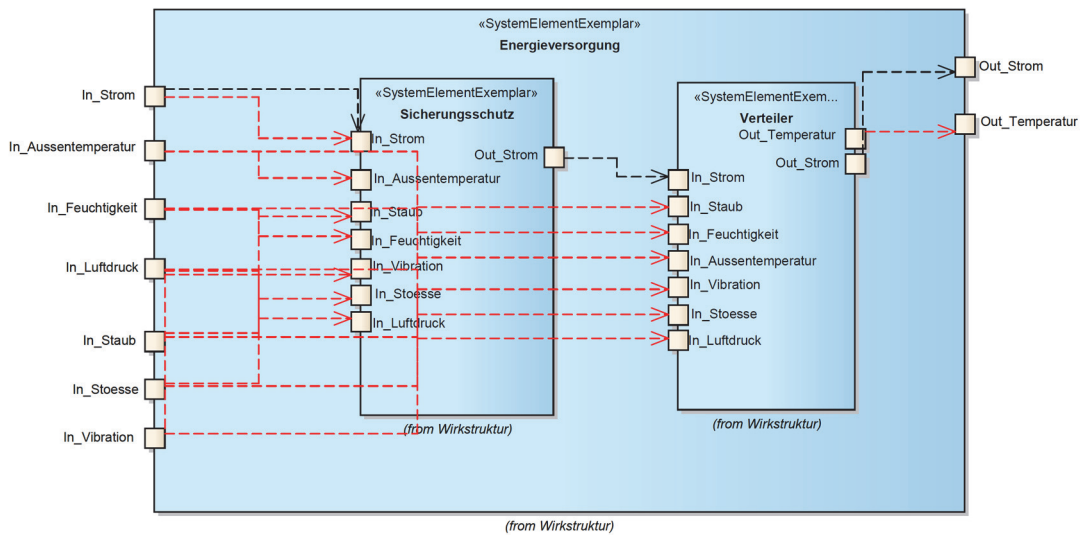 «SystemElementExemplar»
Energieversorgung
In_Strom
In_Aussentemperatur
In_Feuchtigkeit
In_Luftdruck
In_Staub
In_Stoesse
In_Vibration
«SystemElementExemplar»
Sicherungsschutz
In_Strom
In_Aussentemperatur
In_Staub
In_Feuchtigkeit
In_Vibration
In_Stoesse
In_Luftdruck
Out_Strom
(from Wirkstruktur)
«SystemElementExem...
Verteiler
Out_Temperatur
Out_Strom
In_Strom
In_Staub
In_Feuchtigkeit
In_Aussentemperatur
In_Vibration
In_Stoesse
In_Luftdruck
(from Wirkstruktur)
Out_Strom
Out_Temperatur
(from Wirkstruktur)